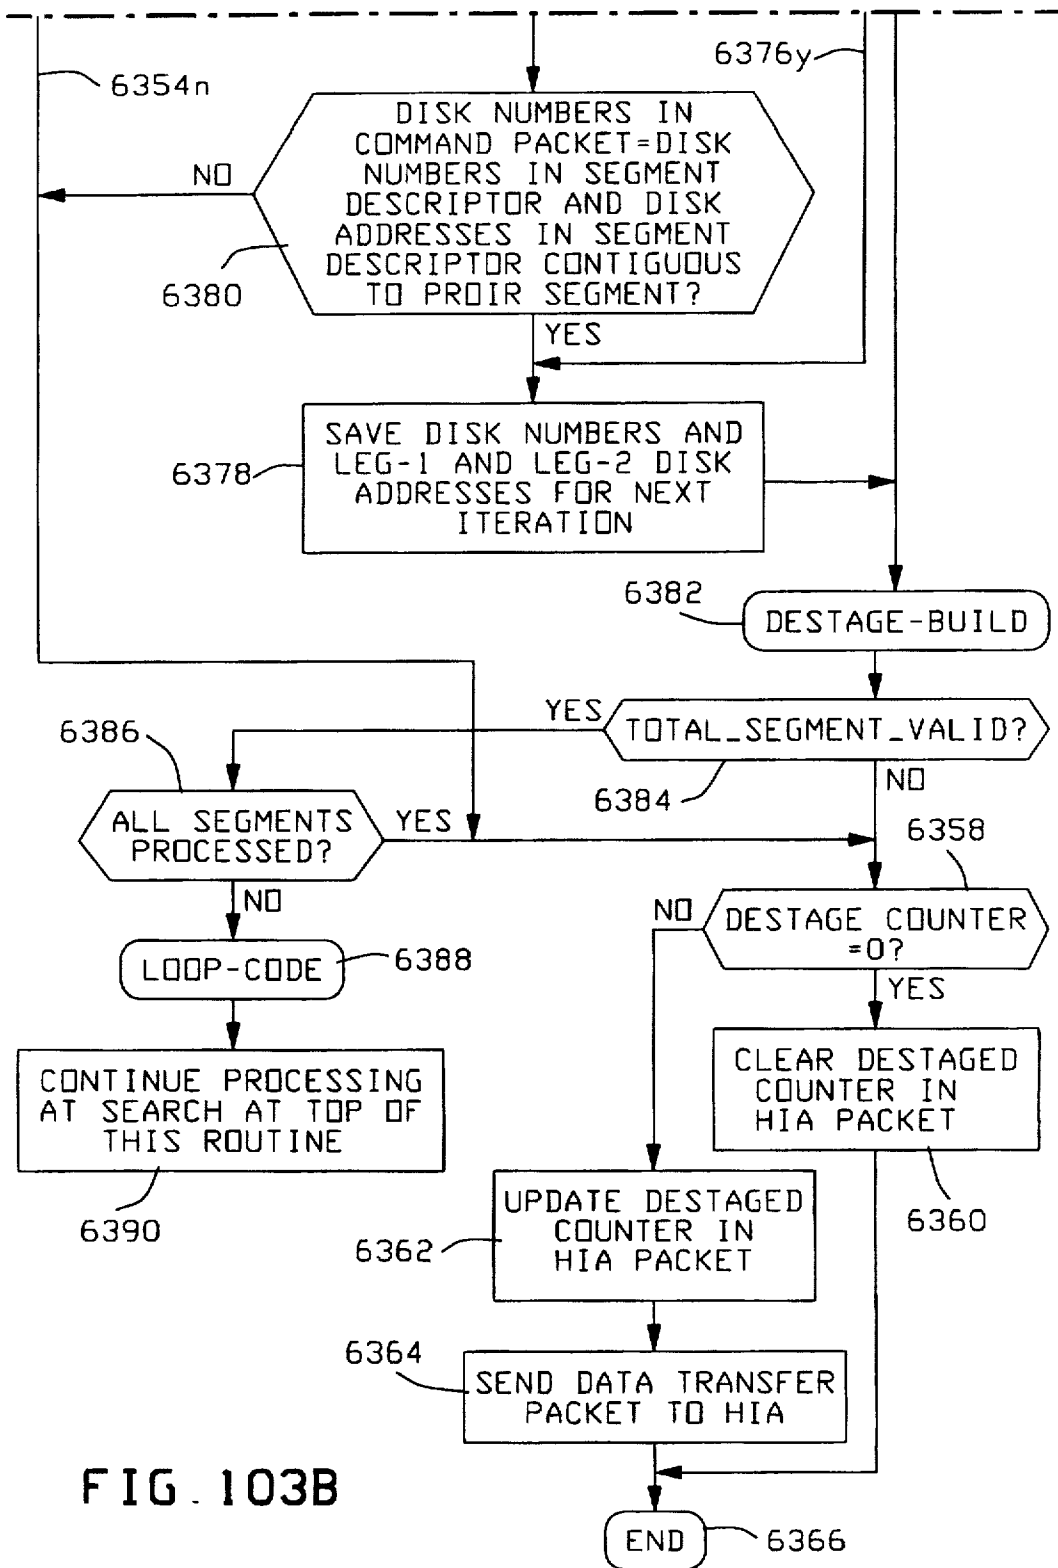 6354n
6376y
DISK NUMBERS IN
COMMAND PACKET=DISK
NUMBERS IN SEGMENT
DESCRIPTOR AND DISK
ADDRESSES IN SEGMENT
DESCRIPTOR CONTIGUOUS
TO PROIR SEGMENT?
NO
6380
YES
SAVE DISK NUMBERS AND
LEG-1 AND LEG-2 DISK
ADDRESSES FOR NEXT
ITERATION
6378
6382
DESTAGE-BUILD
YES
TOTAL_SEGMENT_VALID?
6386
6384
NO
ALL SEGMENTS
PROCESSED?
YES
6358
NO
NO
DESTAGE COUNTER
=0?
LOOP-CODE
6388
YES
CONTINUE PROCESSING
AT SEARCH AT TOP OF
THIS ROUTINE
CLEAR DESTAGED
COUNTER IN
HIA PACKET
6390
6360
UPDATE DESTAGED
COUNTER IN
HIA PACKET
6362
6364
SEND DATA TRANSFER
PACKET TO HIA
FIG. 103B
END
6366